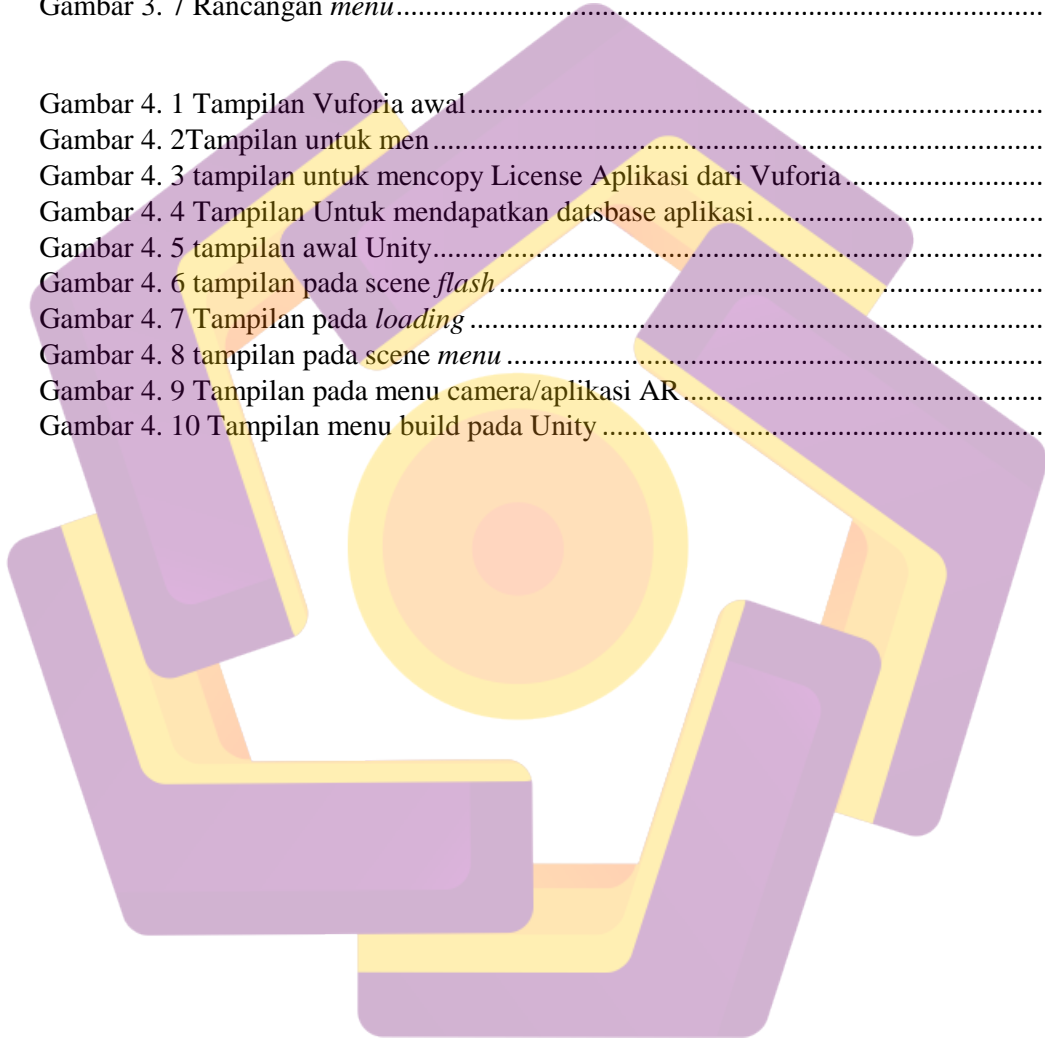 Gambar 3. 7 Rancangan menu....................................................................................
Gambar 4. 1 Tampilan Vuforia awal............................................................................
Gambar 4. 2Tampilan untuk men.................................................................................
Gambar 4. 3 tampilan untuk mencopy License Aplikasi dari Vuforia...........................
Gambar 4. 4 Tampilan Untuk mendapatkan datsbase aplikasi......................................
Gambar 4. 5 tampilan awal Unity.................................................................................
Gambar 4. 6 tampilan pada scene flash........................................................................
Gambar 4. 7 Tampilan pada loading............................................................................
Gambar 4. 8 tampilan pada scene menu.......................................................................
Gambar 4. 9 Tampilan pada menu camera/aplikasi AR................................................
Gambar 4. 10 Tampilan menu build pada Unity...........................................................